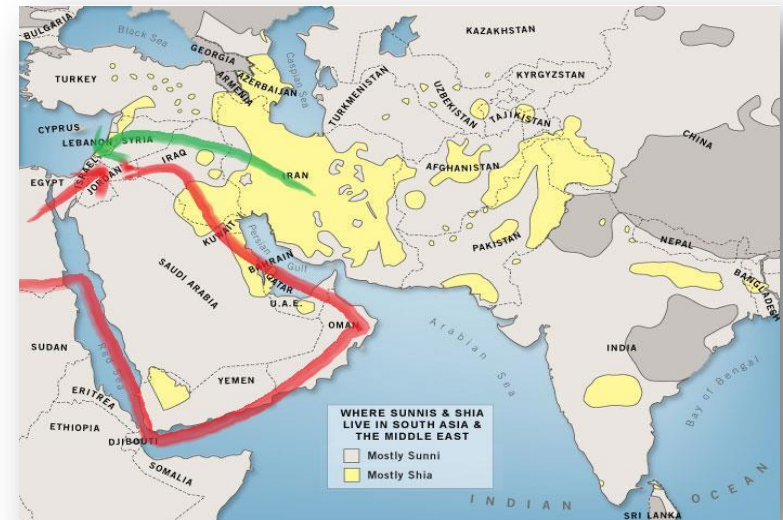 BULGARIA
Black Sea
KAZAKHSTAN
GEORGIA
Caspian Sea
TURKEY
ARMENIA
AZERBAIJAN
TURKMENISTAN
UZBEKISTAN
KYRGYZSTAN
TAJIKISTAN
CHINA
CYPRUS
LEBANON
SYRIA
ISRAEL
IRAQ
IRAN
AFGHANISTAN
EGYPT
JORDAN
KUWAIT
Persian
Gulf
PAKISTAN
NEPAL
BAHRAIN
QATAR
BANGLADESH
SAUDI ARABIA
U.A.E.
OMAN
Arabian Sea
INDIA
Bay of Bengal
SUDAN
Red Sea
YEMEN
ERITREA
ETHIOPIA
DJIBOUTI
SOMALIA
WHERE SUNNIS & SHIA
LIVE IN SOUTH ASIA &
THE MIDDLE EAST
Mostly Sunni
Mostly Shia
INDIAN OCEAN
SRI LANKA